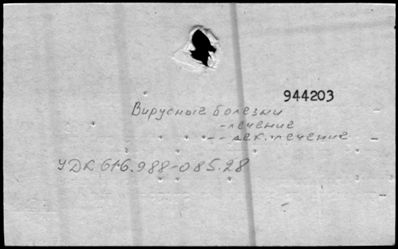 944203
Вирусные болезни
-лечение
-- лек. лечение
УДК 616.988-085.28